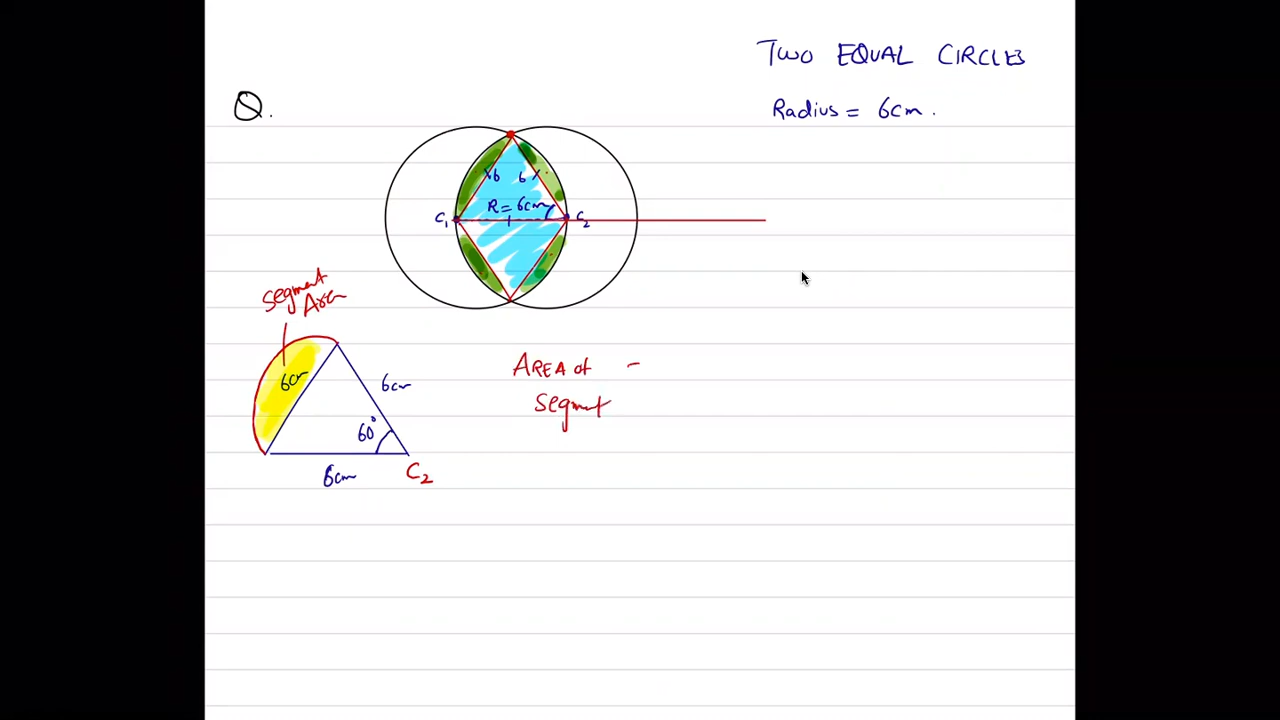 TWO EQUAL CIRCLES
Q.
Radius = 6cm.
6 6
R = 6cm
C₁ C₂
Segment
Area
6cm
6cm
60°
6cm
C₂
AREA of =
Segment